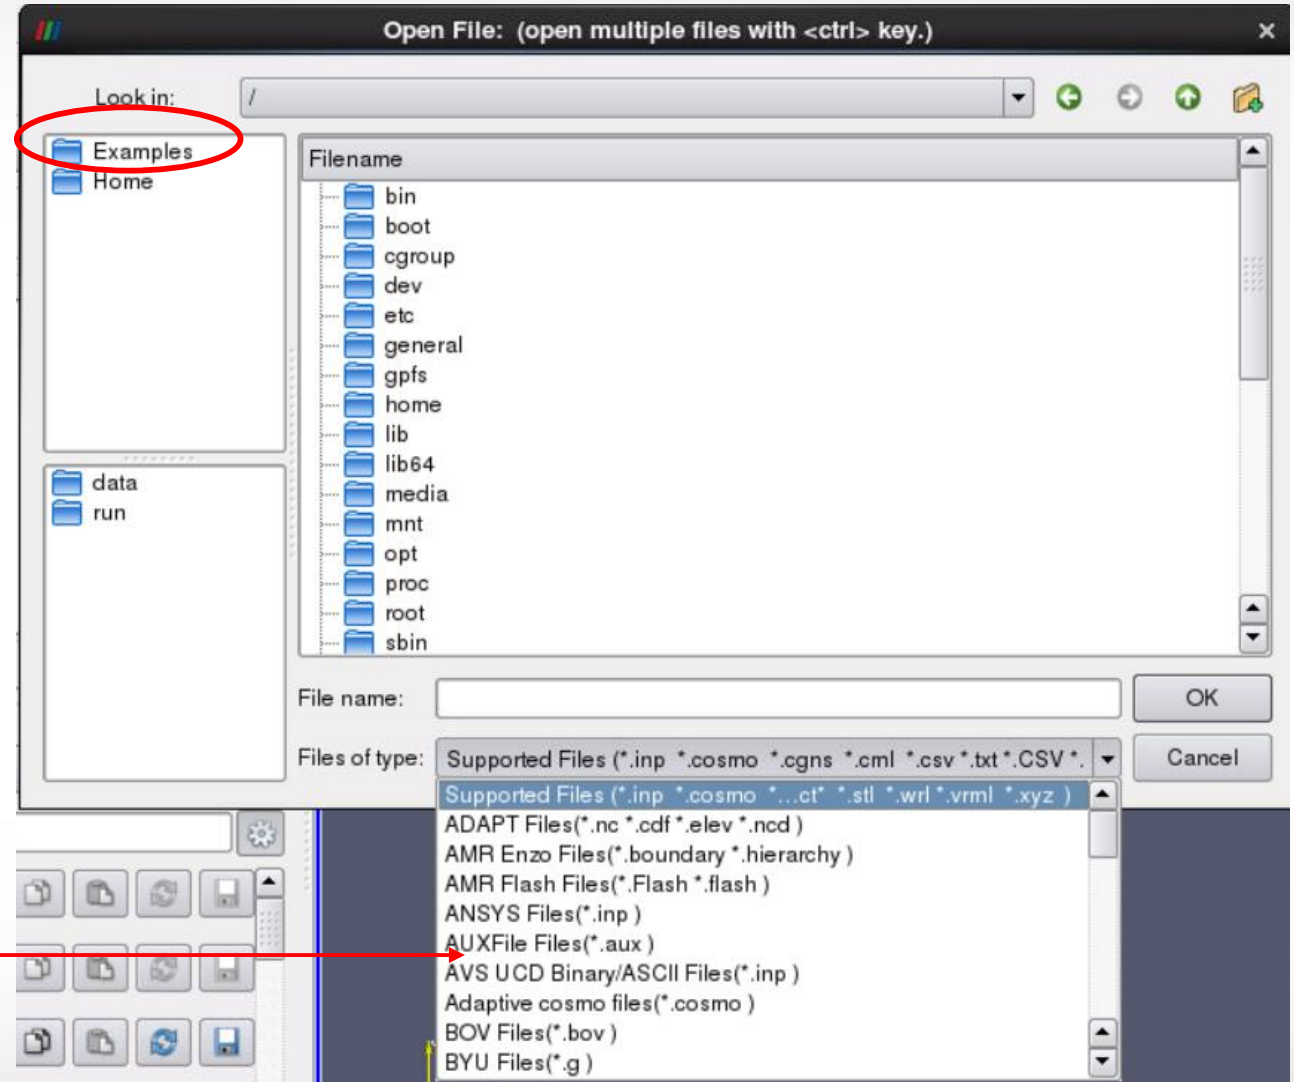 Open File:  (open multiple files with <ctrl> key.)
Look in: /
Examples
Home
data
run
Filename
bin
boot
cgroup
dev
etc
general
gpfs
home
lib
lib64
media
mnt
opt
proc
root
sbin
File name: OK
Files of type: Supported Files (*.inp *.cosmo *.cgns *.cml *.csv *.txt *.CSV *. Cancel
Supported Files (*.inp *.cosmo *...ct* *.stl *.wrl *.vrml *.xyz )
ADAPT Files(*.nc *.cdf *.elev *.ncd )
AMR Enzo Files(*.boundary *.hierarchy )
AMR Flash Files(*.Flash *.flash )
ANSYS Files(*.inp )
AUXFile Files(*.aux )
AVS UCD Binary/ASCII Files(*.inp )
Adaptive cosmo files(*.cosmo )
BOV Files(*.bov )
BYU Files(*.g )